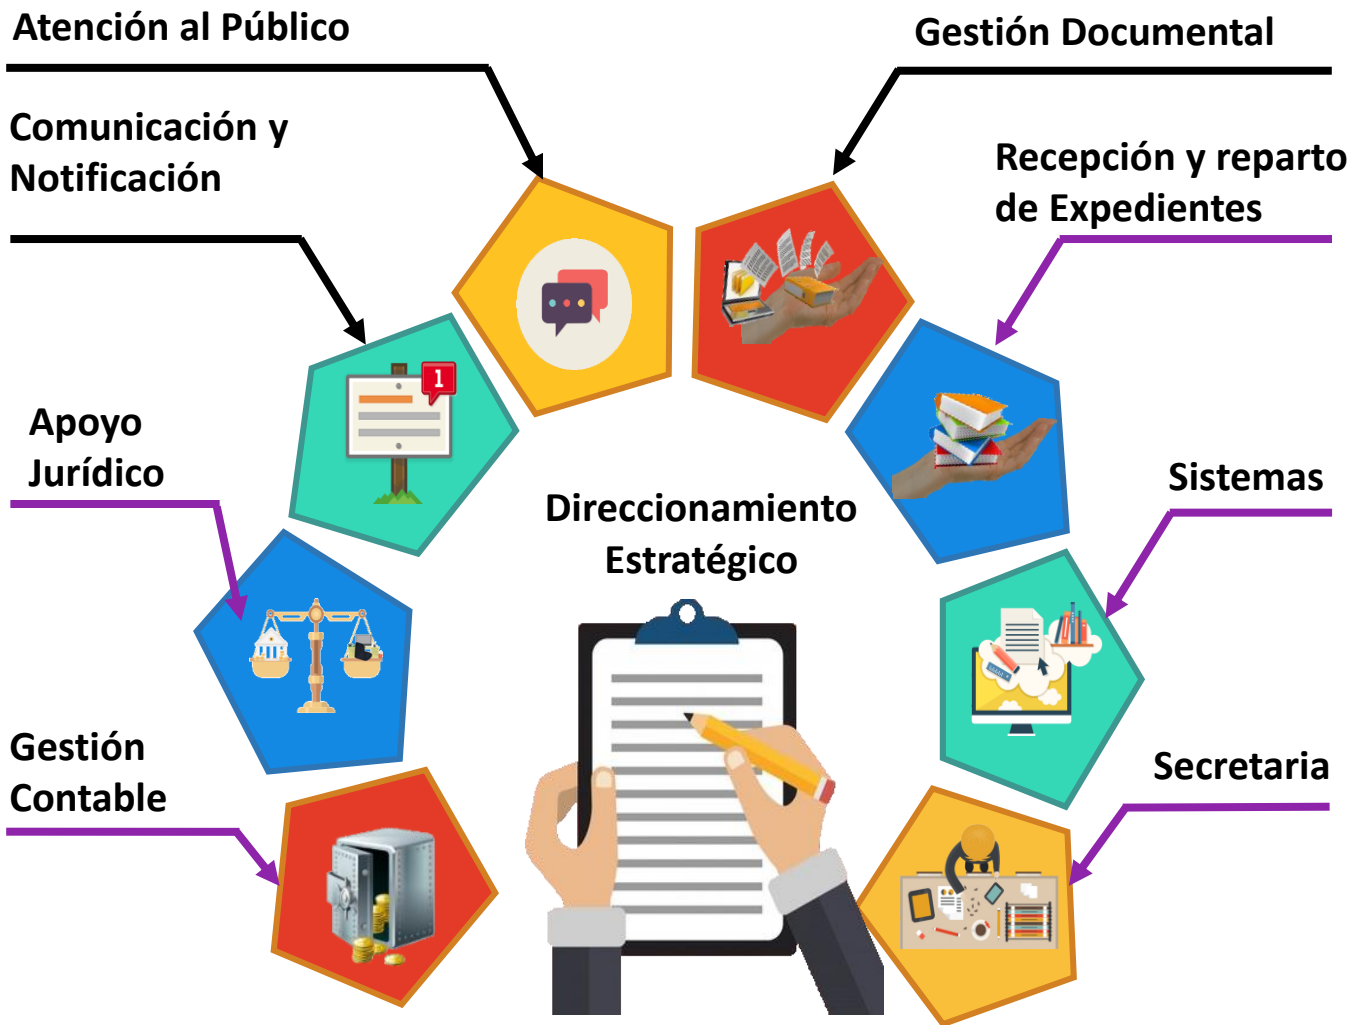 Atención al Público
Gestión Documental
Comunicación y
Notificación
Recepción y reparto
de Expedientes
1
Apoyo
Jurídico
Sistemas
Direccionamiento
Estratégico
Gestión
Contable
Secretaria